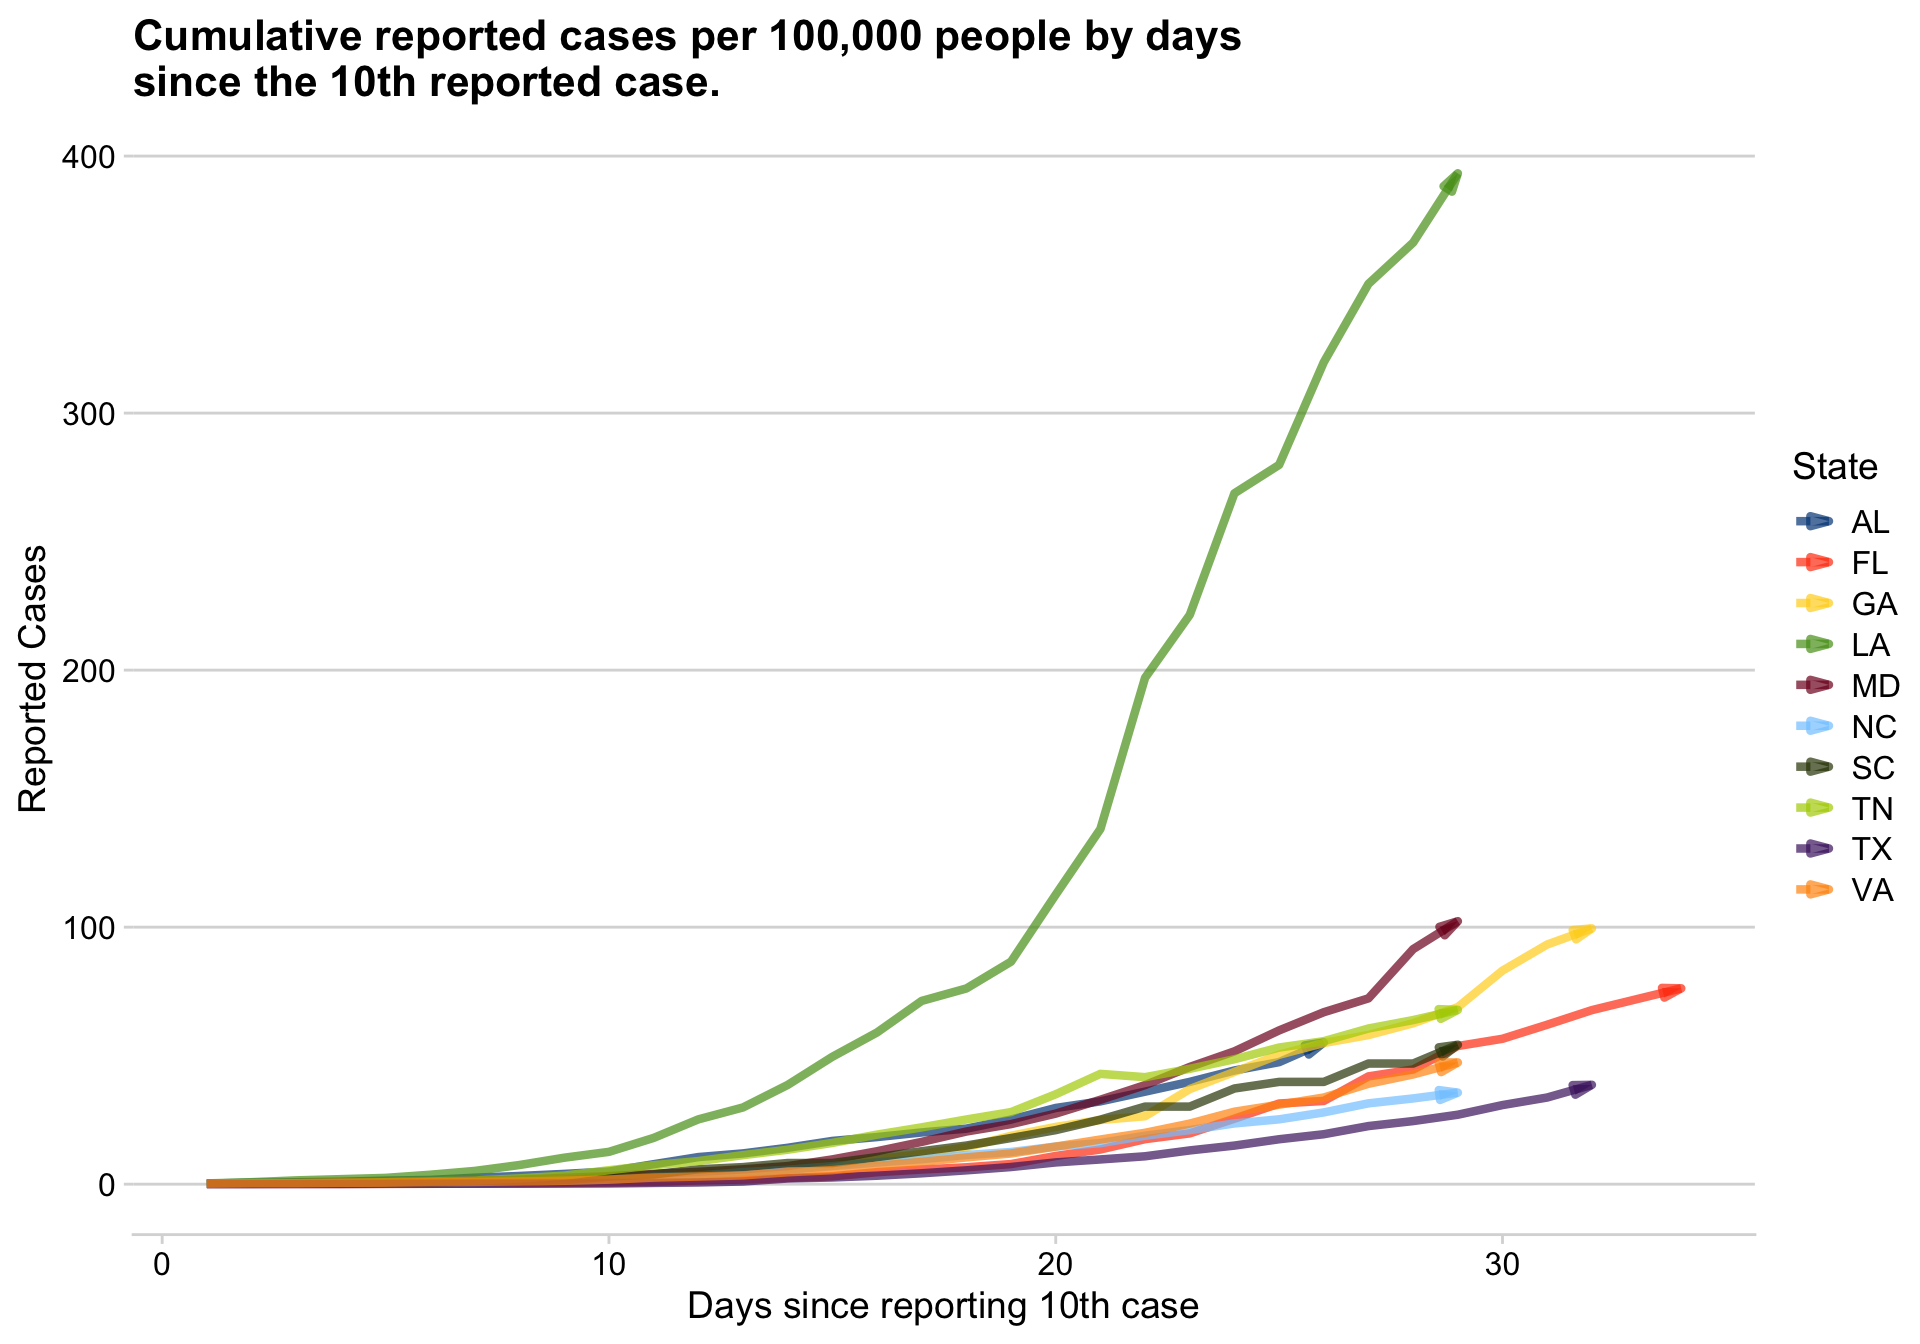 Cumulative reported cases per 100,000 people by days
since the 10th reported case.
400
300
200
100
0
Reported Cases
0
10
20
30
Days since reporting 10th case
State
AL
FL
GA
LA
MD
NC
SC
TN
TX
VA